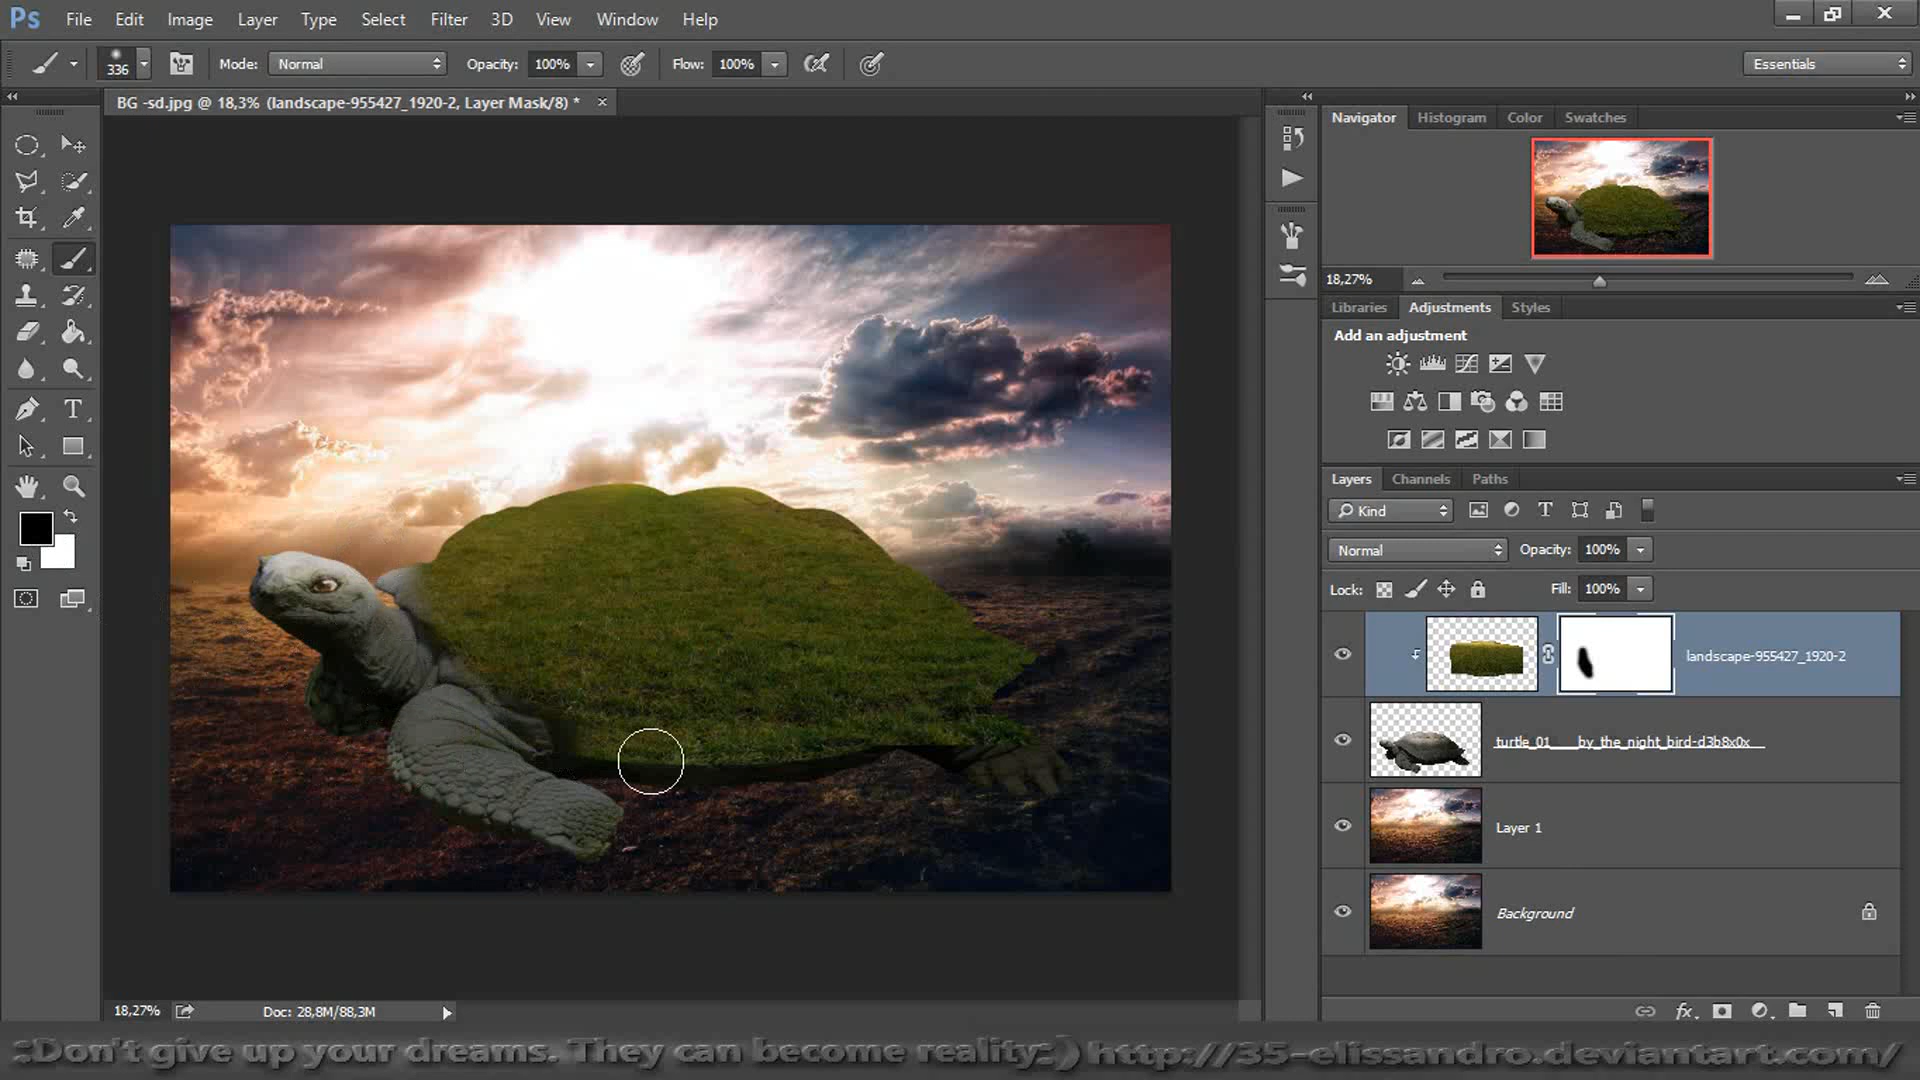 Ps File Edit Image Layer Type Select Filter 3D View Window Help
336 Mode: Normal Opacity: 100% Flow: 100% Essentials
BG -sd.jpg @ 18,3% (landscape-955427_1920-2, Layer Mask/8) * ×
Navigator Histogram Color Swatches
18,27%
Libraries Adjustments Styles
Add an adjustment
Layers Channels Paths
Kind
Normal Opacity: 100%
Lock: Fill: 100%
landscape-955427_1920-2
turtle_01___by_the_night_bird-d3b8x0x
Layer 1
Background
18,27% Doc: 28,8M/88,3M
fx
::Don't give up your dreams. They can become reality::) http://35-elissandro.deviantart.com/